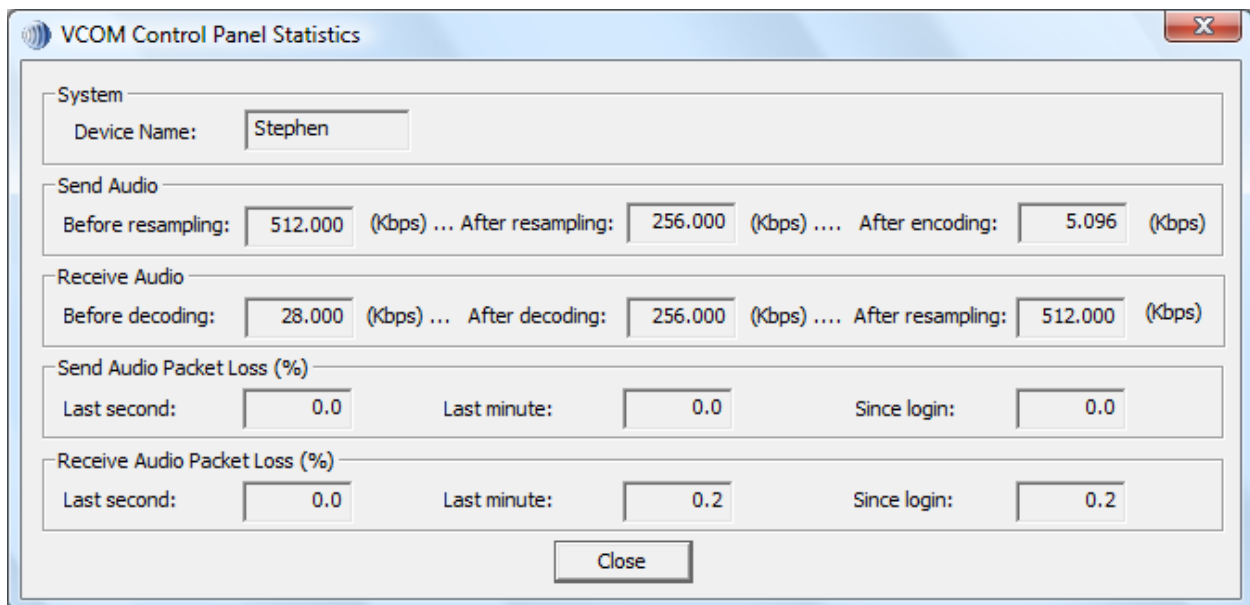 VCOM Control Panel Statistics
System
Device Name: Stephen
Send Audio
Before resampling: 512.000 (Kbps) ... After resampling: 256.000 (Kbps) .... After encoding: 5.096 (Kbps)
Receive Audio
Before decoding: 28.000 (Kbps) ... After decoding: 256.000 (Kbps) .... After resampling: 512.000 (Kbps)
Send Audio Packet Loss (%)
Last second: 0.0 Last minute: 0.0 Since login: 0.0
Receive Audio Packet Loss (%)
Last second: 0.0 Last minute: 0.2 Since login: 0.2
Close